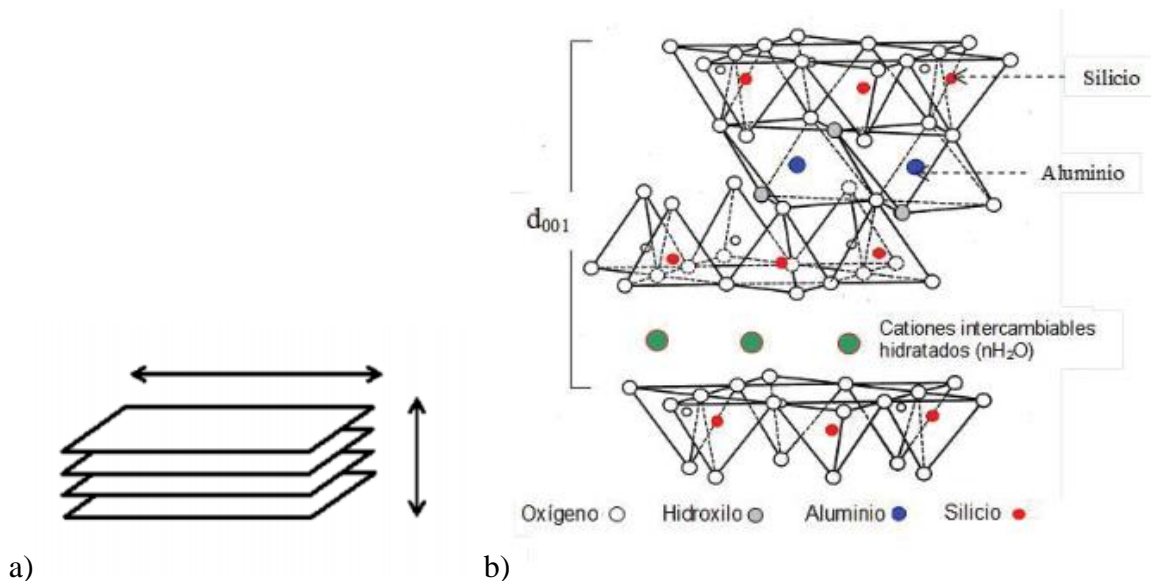 Silicio
Aluminio
d₀₀₁
Cationes intercambiables
hidratados (nH₂O)
Oxígeno Hidroxilo Aluminio Silicio
a) b)